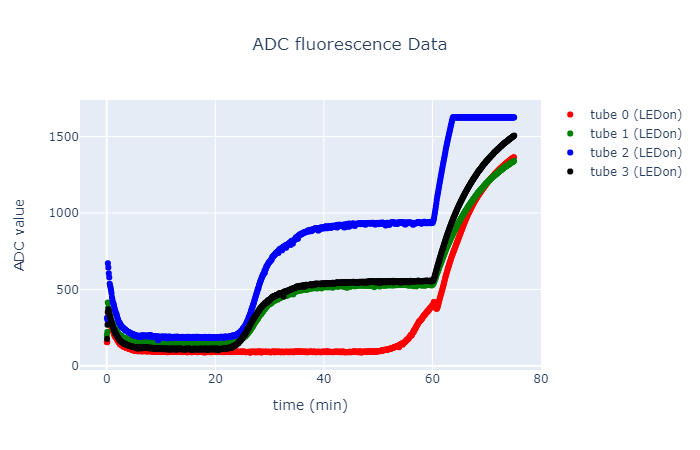 ADC fluorescence Data
tube 0 (LEDon)
tube 1 (LEDon)
tube 2 (LEDon)
tube 3 (LEDon)
ADC value
1500
1000
500
0
0 20 40 60 80
time (min)